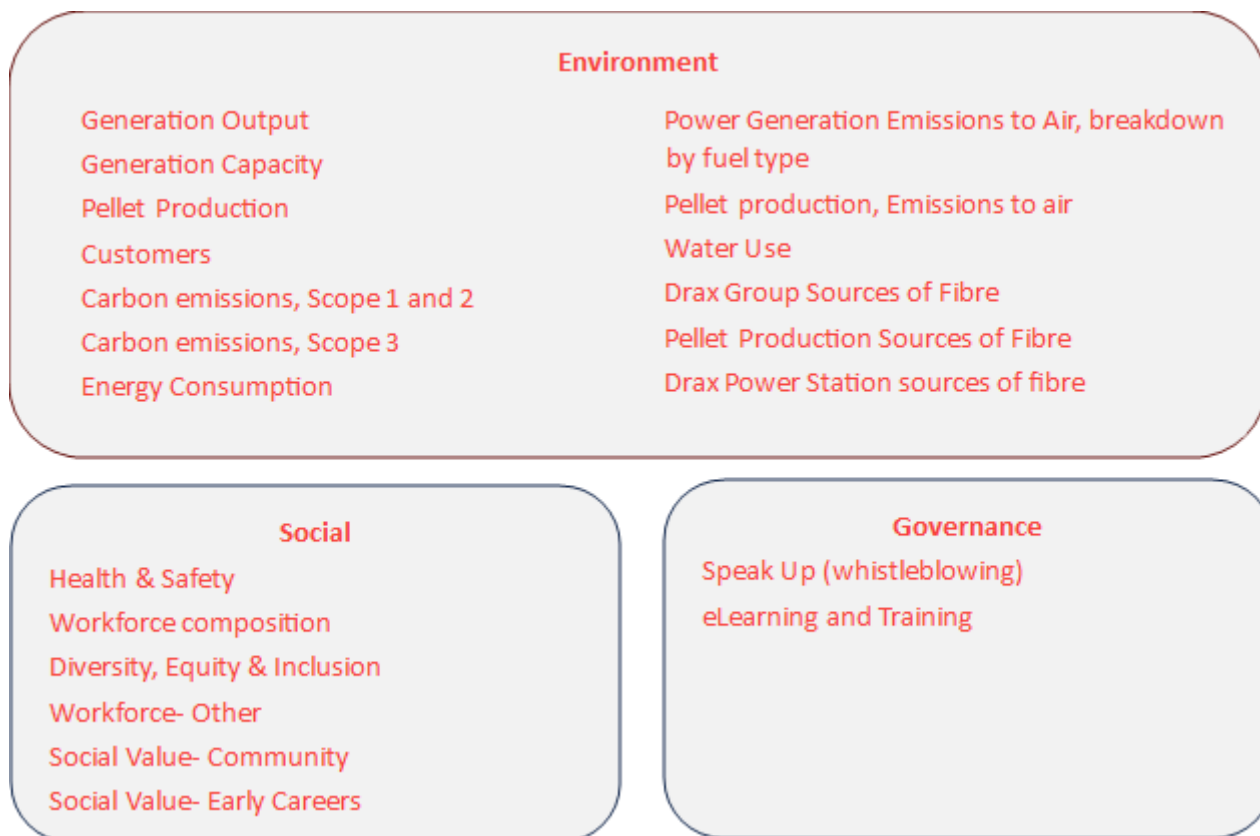 Environment
Generation Output
Generation Capacity
Pellet Production
Customers
Carbon emissions, Scope 1 and 2
Carbon emissions, Scope 3
Energy Consumption
Power Generation Emissions to Air, breakdown
by fuel type
Pellet production, Emissions to air
Water Use
Drax Group Sources of Fibre
Pellet Production Sources of Fibre
Drax Power Station sources of fibre
Social
Health & Safety
Workforce composition
Diversity, Equity & Inclusion
Workforce- Other
Social Value- Community
Social Value- Early Careers
Governance
Speak Up (whistleblowing)
eLearning and Training